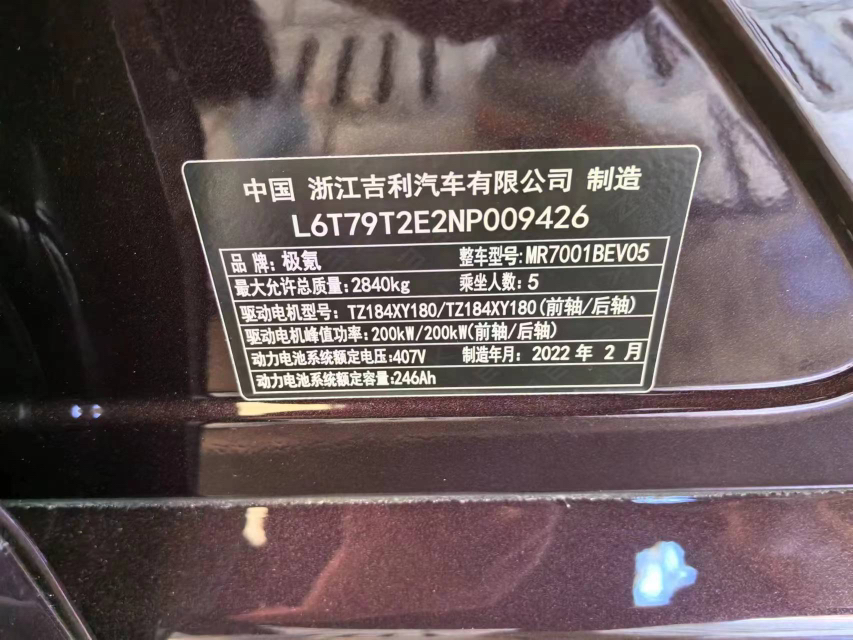 中国 浙江吉利汽车有限公司 制造
L6T79T2E2NP009426
品 牌: 极氪 整车型号: MR7001BEV05
最大允许总质量: 2840kg 乘坐人数: 5
驱动电机型号: TZ184XY180/TZ184XY180(前轴/后轴)
驱动电机峰值功率: 200kW/200kW(前轴/后轴)
动力电池系统额定电压: 407V 制造年月: 2022 年 2 月
动力电池系统额定容量: 246Ah